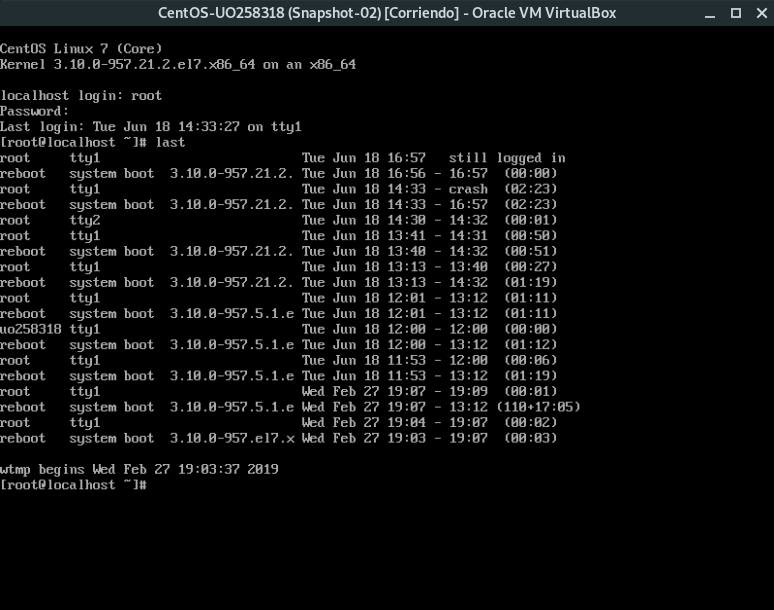 CentOS-UO258318 (Snapshot-02) [Corriendo] - Oracle VM VirtualBox
CentOS Linux 7 (Core)
Kernel 3.10.0-957.21.2.el7.x86_64 on an x86_64
localhost login: root
Password:
Last login: Tue Jun 18 14:33:27 on tty1
[root@localhost ~]# last
root     tty1                          Tue Jun 18 16:57   still logged in
reboot   system boot  3.10.0-957.21.2. Tue Jun 18 16:56 - 16:57  (00:00)
root     tty1                          Tue Jun 18 14:33 - crash  (02:23)
reboot   system boot  3.10.0-957.21.2. Tue Jun 18 14:33 - 16:57  (02:23)
root     tty2                          Tue Jun 18 14:30 - 14:32  (00:01)
root     tty1                          Tue Jun 18 13:41 - 14:31  (00:50)
reboot   system boot  3.10.0-957.21.2. Tue Jun 18 13:40 - 14:32  (00:51)
root     tty1                          Tue Jun 18 13:13 - 13:40  (00:27)
reboot   system boot  3.10.0-957.21.2. Tue Jun 18 13:13 - 14:32  (01:19)
root     tty1                          Tue Jun 18 12:01 - 13:12  (01:11)
reboot   system boot  3.10.0-957.5.1.e Tue Jun 18 12:01 - 13:12  (01:11)
uo258318 tty1                          Tue Jun 18 12:00 - 12:00  (00:00)
reboot   system boot  3.10.0-957.5.1.e Tue Jun 18 12:00 - 13:12  (01:12)
root     tty1                          Tue Jun 18 11:53 - 12:00  (00:06)
reboot   system boot  3.10.0-957.5.1.e Tue Jun 18 11:53 - 13:12  (01:19)
root     tty1                          Wed Feb 27 19:07 - 19:09  (00:01)
reboot   system boot  3.10.0-957.5.1.e Wed Feb 27 19:07 - 13:12 (110+17:05)
root     tty1                          Wed Feb 27 19:04 - 19:07  (00:02)
reboot   system boot  3.10.0-957.el7.x Wed Feb 27 19:03 - 19:07  (00:03)
wtmp begins Wed Feb 27 19:03:37 2019
[root@localhost ~]#